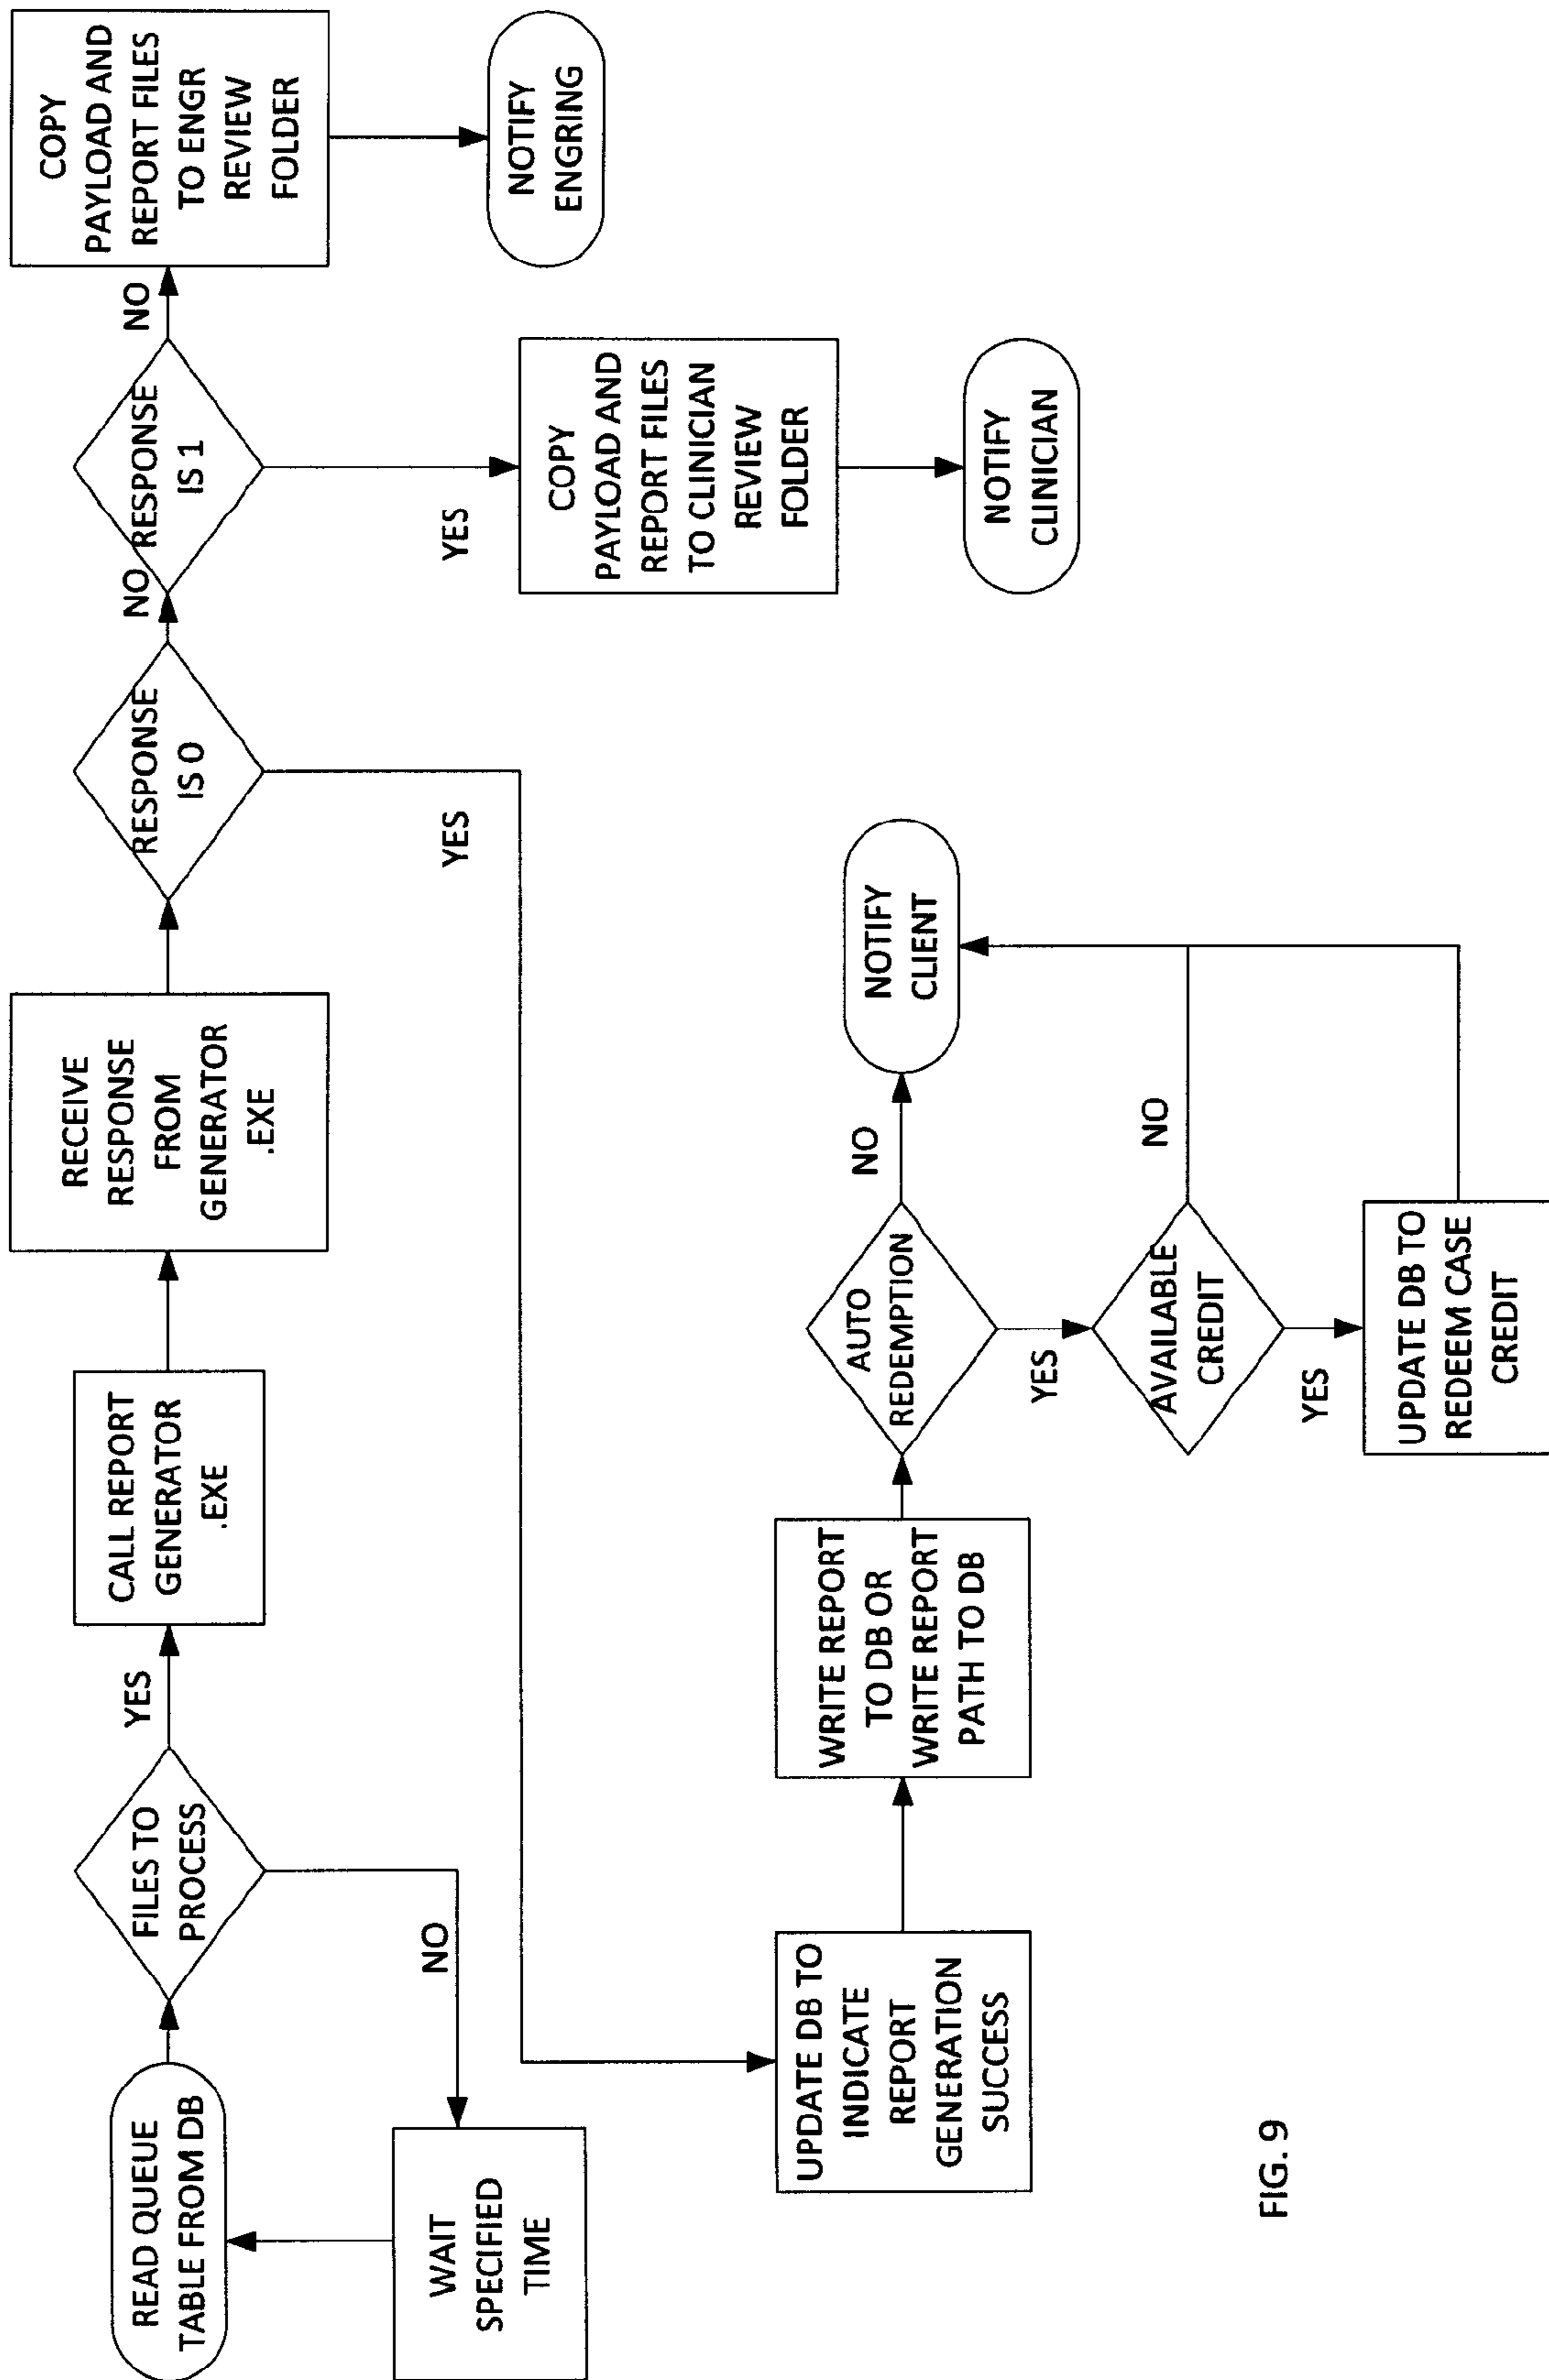 READ QUEUE
TABLE FROM DB
FILES TO
PROCESS
YES
NO
WAIT
SPECIFIED
TIME
CALL REPORT
GENERATOR
.EXE
RECEIVE
RESPONSE
FROM
GENERATOR
.EXE
RESPONSE
IS 0
NO
YES
RESPONSE
IS 1
NO
YES
COPY
PAYLOAD AND
REPORT FILES
TO ENGR
REVIEW
FOLDER
NOTIFY
ENGRING
COPY
PAYLOAD AND
REPORT FILES
TO CLINICIAN
REVIEW
FOLDER
NOTIFY
CLINICIAN
UPDATE DB TO
INDICATE
REPORT
GENERATION
SUCCESS
WRITE REPORT
TO DB OR
WRITE REPORT
PATH TO DB
AUTO
REDEMPTION
NO
YES
NOTIFY
CLIENT
AVAILABLE
CREDIT
NO
YES
UPDATE DB TO
REDEEM CASE
CREDIT
FIG. 9